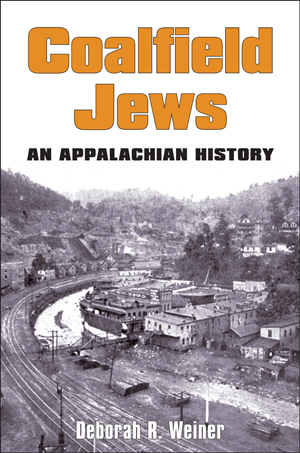 Coalfield
Jews
AN APPALACHIAN HISTORY
Deborah R. Weiner